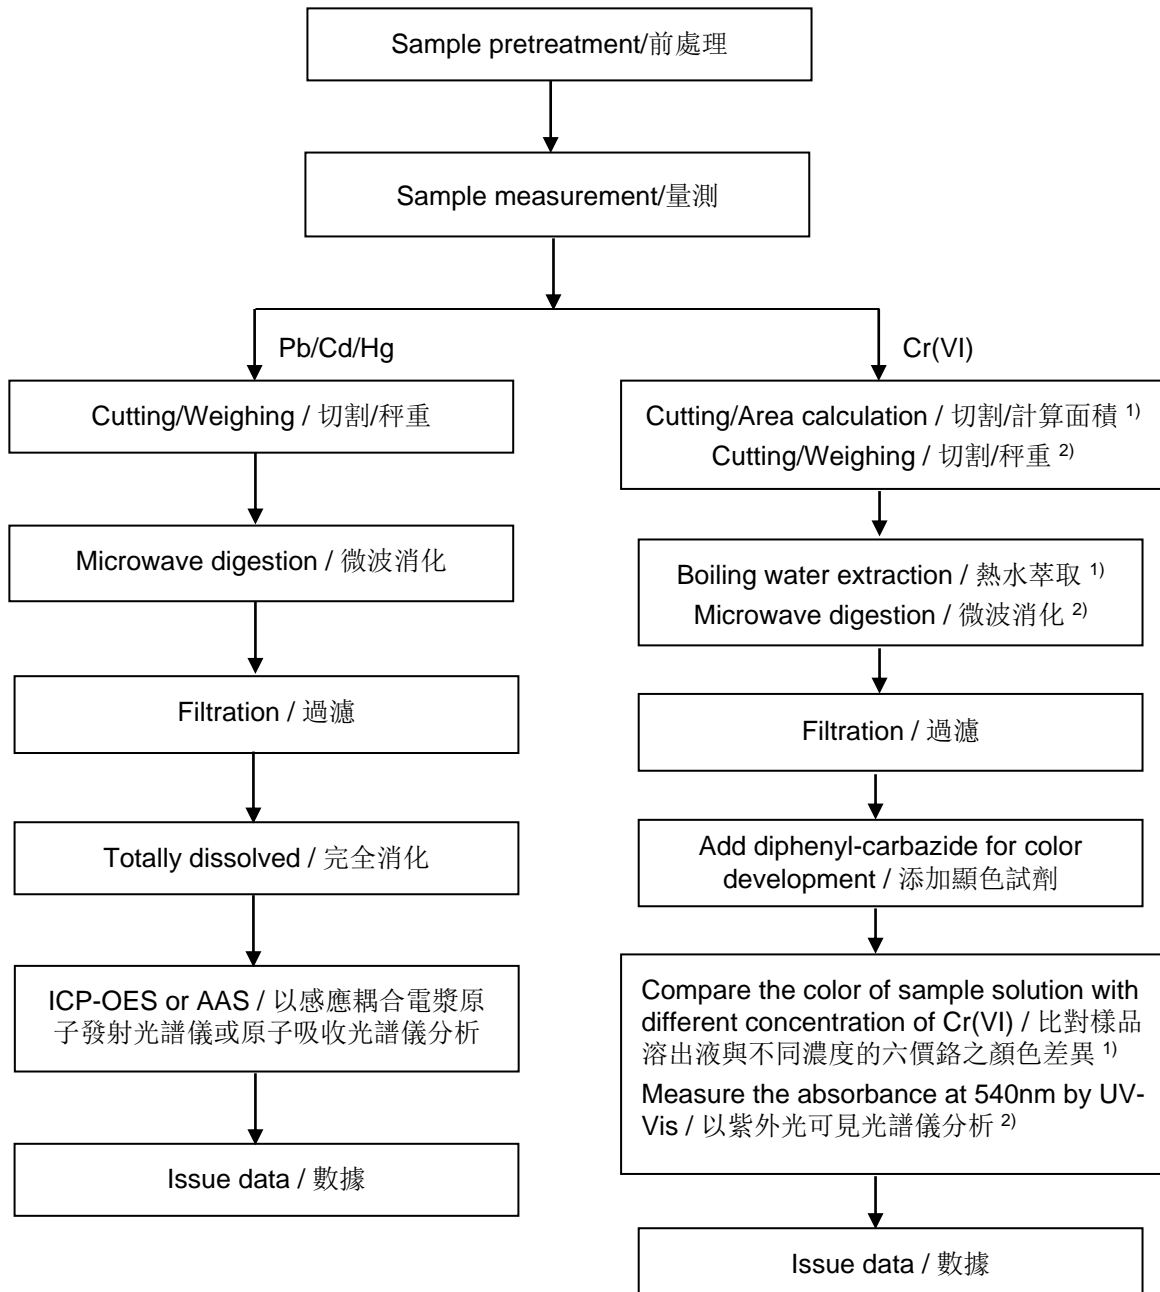 Sample pretreatment/前處理
Sample measurement/量測
Pb/Cd/Hg
Cutting/Weighing / 切割/秤重
Microwave digestion / 微波消化
Filtration / 過濾
Totally dissolved / 完全消化
ICP-OES or AAS / 以感應耦合電漿原
子發射光譜儀或原子吸收光譜儀分析
Issue data / 數據
Cr(VI)
Cutting/Area calculation / 切割/計算面積 1)
Cutting/Weighing / 切割/秤重 2)
Boiling water extraction / 熱水萃取 1)
Microwave digestion / 微波消化 2)
Filtration / 過濾
Add diphenyl-carbazide for color
development / 添加顯色試劑
Compare the color of sample solution with
different concentration of Cr(VI) / 比對樣品
溶出液與不同濃度的六價鉻之顏色差異 1)
Measure the absorbance at 540nm by UV-
Vis / 以紫外光可見光譜儀分析 2)
Issue data / 數據